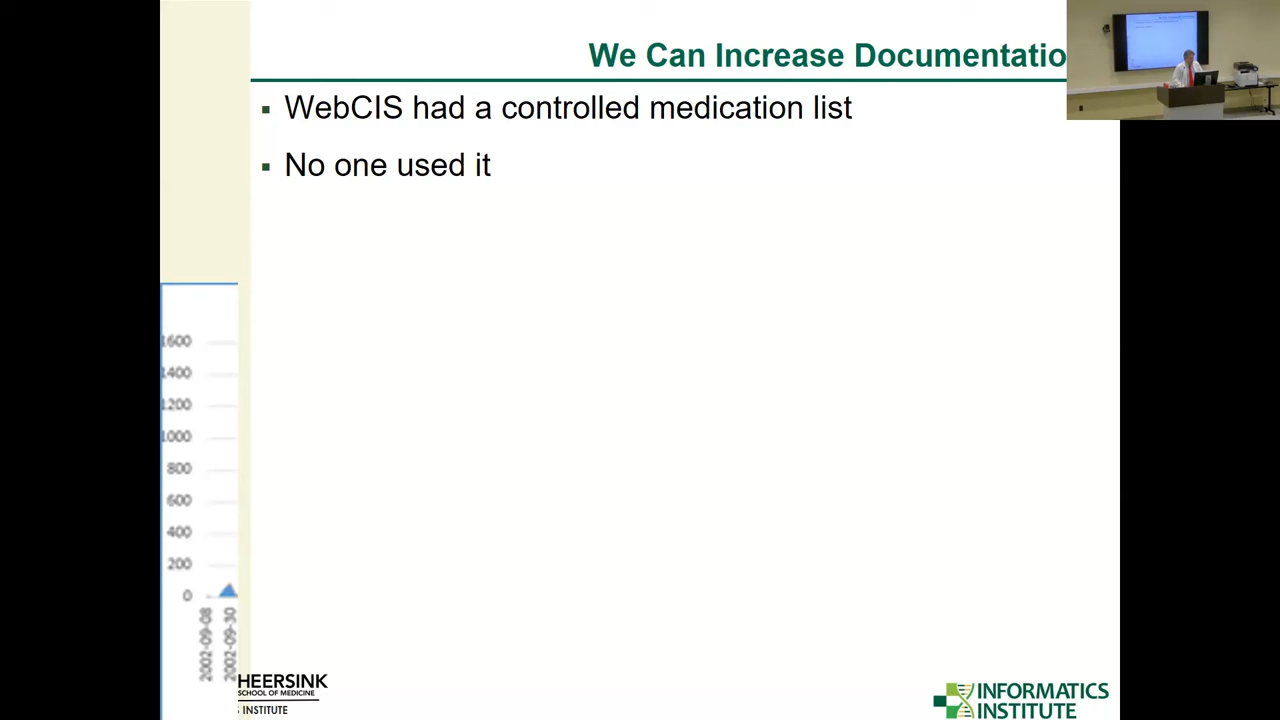 We Can Increase Documentatio
WebCIS had a controlled medication list
No one used it
1600
1400
1200
1000
800
600
400
200
0
2002-09-08
2002-09-30
HEERSINK
SCHOOL OF MEDICINE
INSTITUTE
INFORMATICS
INSTITUTE